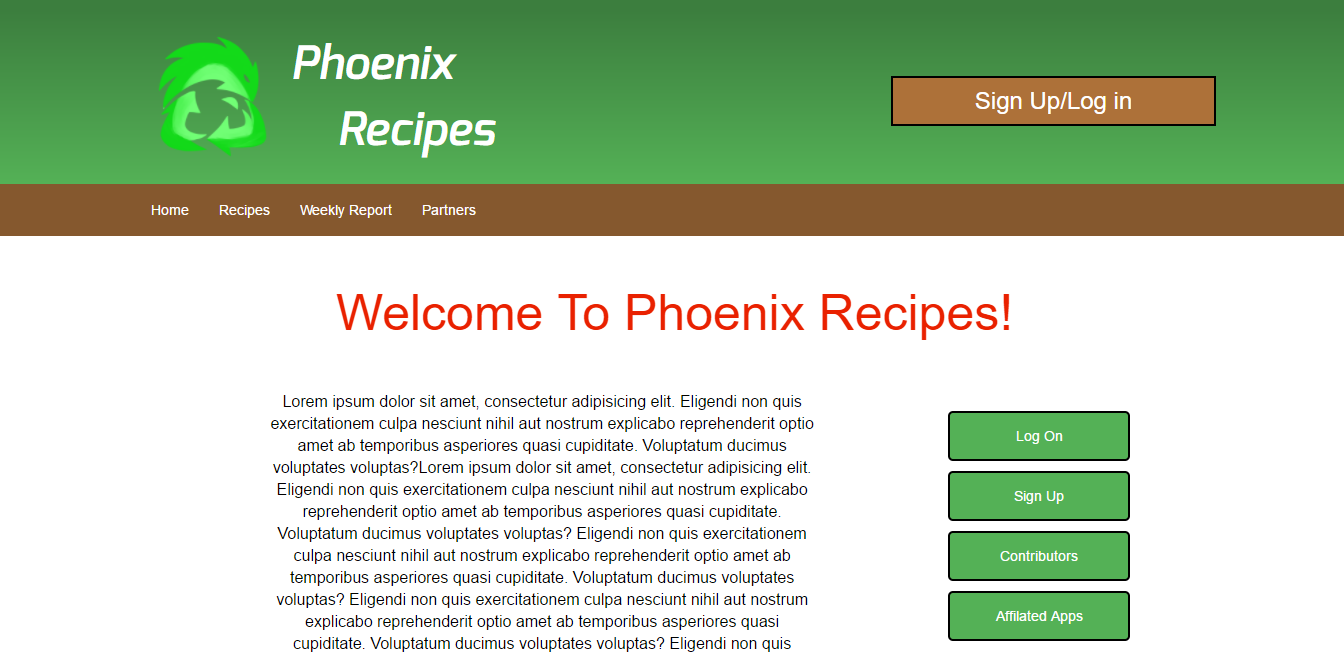 Phoenix
Recipes
Sign Up/Log in
Home Recipes Weekly Report Partners
Welcome To Phoenix Recipes!
Lorem ipsum dolor sit amet, consectetur adipisicing elit. Eligendi non quis
exercitationem culpa nesciunt nihil aut nostrum explicabo reprehenderit optio
amet ab temporibus asperiores quasi cupiditate. Voluptatum ducimus
voluptates voluptas?Lorem ipsum dolor sit amet, consectetur adipisicing elit.
Eligendi non quis exercitationem culpa nesciunt nihil aut nostrum explicabo
reprehenderit optio amet ab temporibus asperiores quasi cupiditate.
Voluptatum ducimus voluptates voluptas? Eligendi non quis exercitationem
culpa nesciunt nihil aut nostrum explicabo reprehenderit optio amet ab
temporibus asperiores quasi cupiditate. Voluptatum ducimus voluptates
voluptas? Eligendi non quis exercitationem culpa nesciunt nihil aut nostrum
explicabo reprehenderit optio amet ab temporibus asperiores quasi
cupiditate. Voluptatum ducimus voluptates voluptas? Eligendi non quis
Log On
Sign Up
Contributors
Affilated Apps